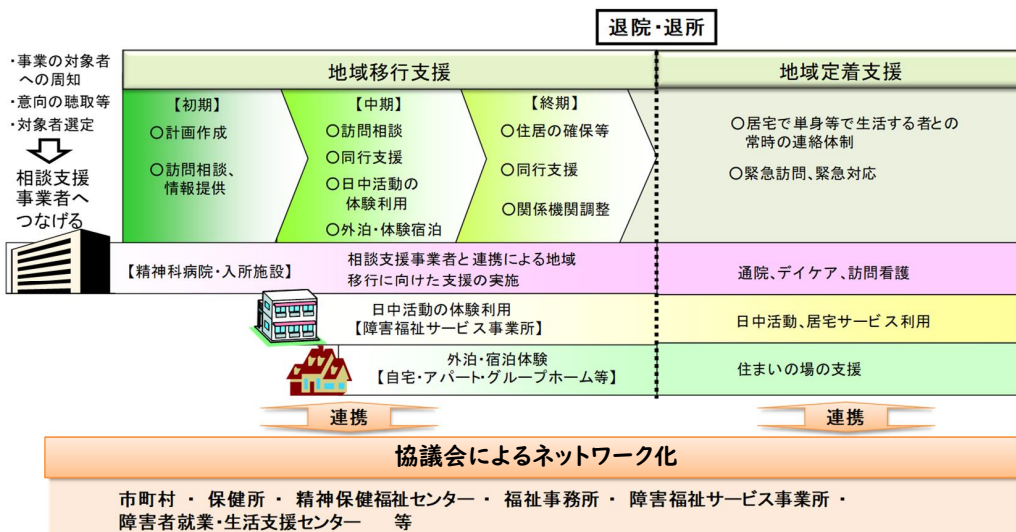 退院・退所
・事業の対象者
への周知
・意向の聴取等
・対象者選定
相談支援
事業者へ
つなげる
地域移行支援
地域定着支援
【初期】
○計画作成
○訪問相談、
情報提供
【中期】
○訪問相談
○同行支援
○日中活動の
体験利用
○外泊・体験宿泊
【終期】
○住居の確保等
○同行支援
○関係機関調整
○居宅で単身等で生活する者との
常時の連絡体制
○緊急訪問、緊急対応
【精神科病院・入所施設】
相談支援事業者と連携による地域
移行に向けた支援の実施
通院、デイケア、訪問看護
日中活動の体験利用
【障害福祉サービス事業所】
日中活動、居宅サービス利用
外泊・宿泊体験
【自宅・アパート・グループホーム等】
住まいの場の支援
連携
連携
協議会によるネットワーク化
市町村 ・ 保健所 ・ 精神保健福祉センター ・ 福祉事務所 ・ 障害福祉サービス事業所 ・
障害者就業・生活支援センター 等